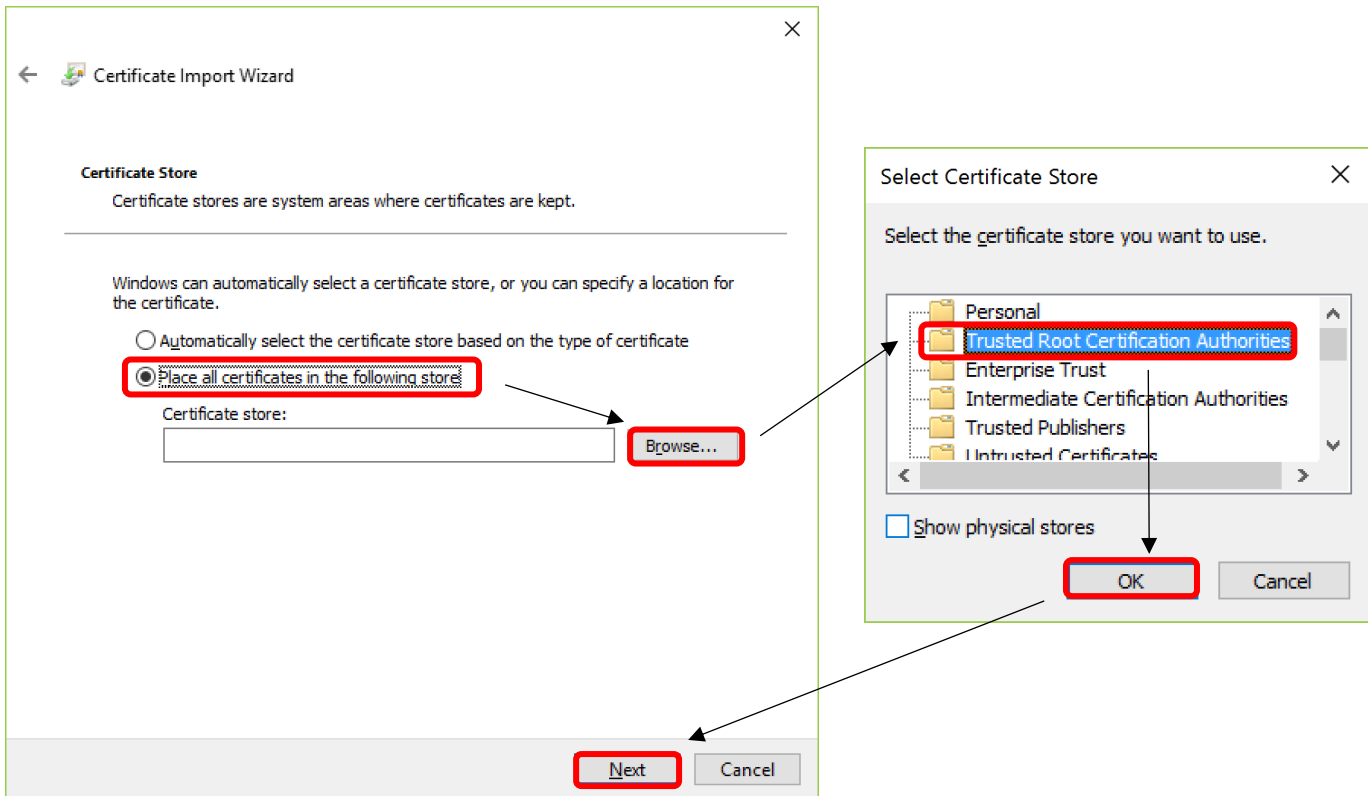 Certificate Import Wizard
Certificate Store
Certificate stores are system areas where certificates are kept.
Windows can automatically select a certificate store, or you can specify a location for
the certificate.
Automatically select the certificate store based on the type of certificate
Place all certificates in the following store
Certificate store:
Browse...
Next
Cancel
Select Certificate Store
Select the certificate store you want to use.
Personal
Trusted Root Certification Authorities
Enterprise Trust
Intermediate Certification Authorities
Trusted Publishers
Untrusted Certificates
Show physical stores
OK
Cancel